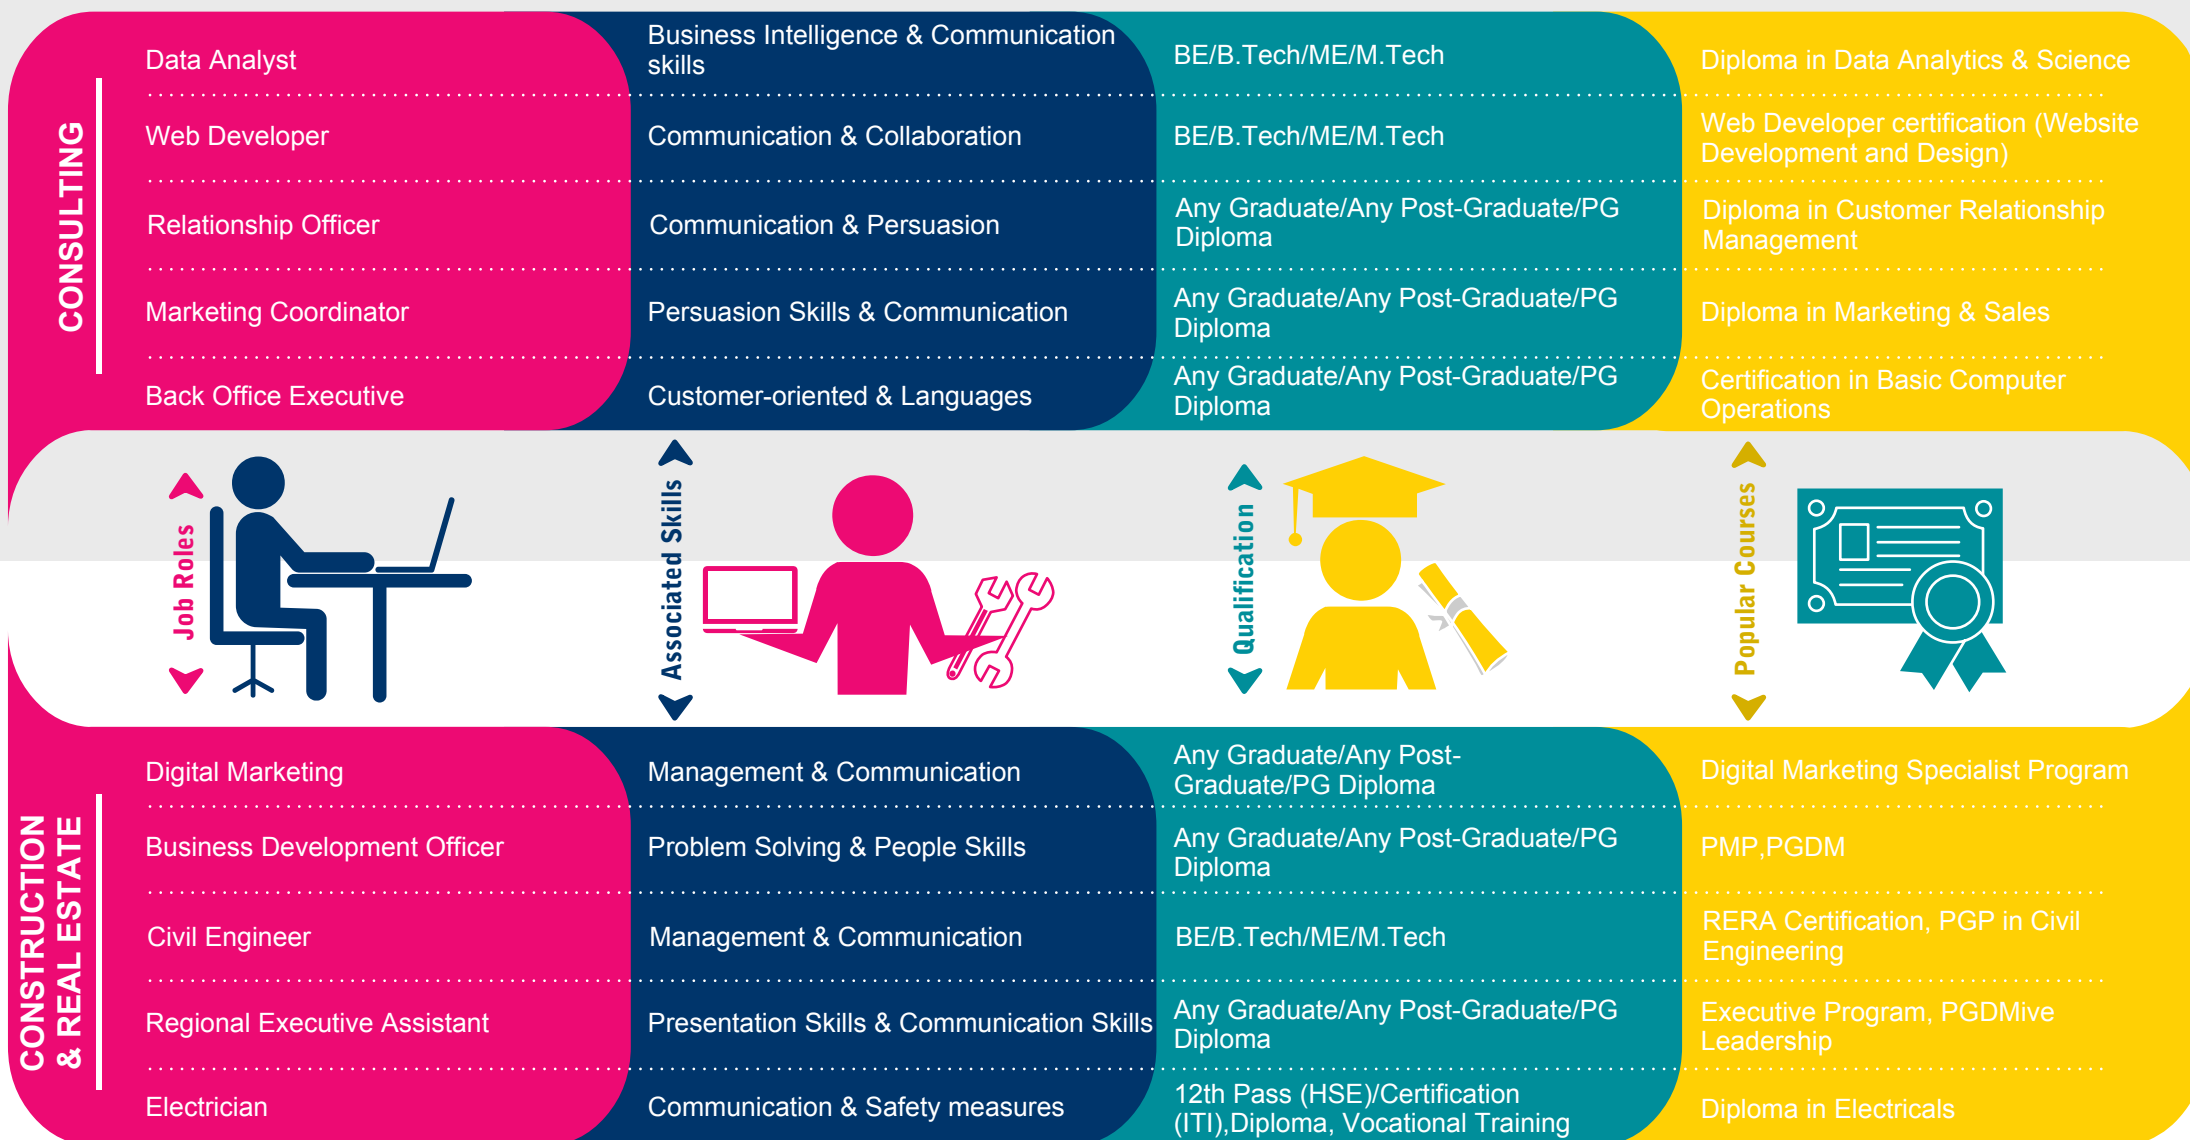 CONSULTING
Data Analyst
Business Intelligence & Communication
skills
BE/B.Tech/ME/M.Tech
Diploma in Data Analytics & Science
Web Developer
Communication & Collaboration
BE/B.Tech/ME/M.Tech
Web Developer certification (Website
Development and Design)
Relationship Officer
Communication & Persuasion
Any Graduate/Any Post-Graduate/PG
Diploma
Diploma in Customer Relationship
Management
Marketing Coordinator
Persuasion Skills & Communication
Any Graduate/Any Post-Graduate/PG
Diploma
Diploma in Marketing & Sales
Back Office Executive
Customer-oriented & Languages
Any Graduate/Any Post-Graduate/PG
Diploma
Certification in Basic Computer
Operations
Job Roles
Associated Skills
Qualification
Popular Courses
CONSTRUCTION
& REAL ESTATE
Digital Marketing
Management & Communication
Any Graduate/Any Post-
Graduate/PG Diploma
Digital Marketing Specialist Program
Business Development Officer
Problem Solving & People Skills
Any Graduate/Any Post-Graduate/PG
Diploma
PMP,PGDM
Civil Engineer
Management & Communication
BE/B.Tech/ME/M.Tech
RERA Certification, PGP in Civil
Engineering
Regional Executive Assistant
Presentation Skills & Communication Skills
Any Graduate/Any Post-Graduate/PG
Diploma
Executive Program, PGDMive
Leadership
Electrician
Communication & Safety measures
12th Pass (HSE)/Certification
(ITI),Diploma, Vocational Training
Diploma in Electricals